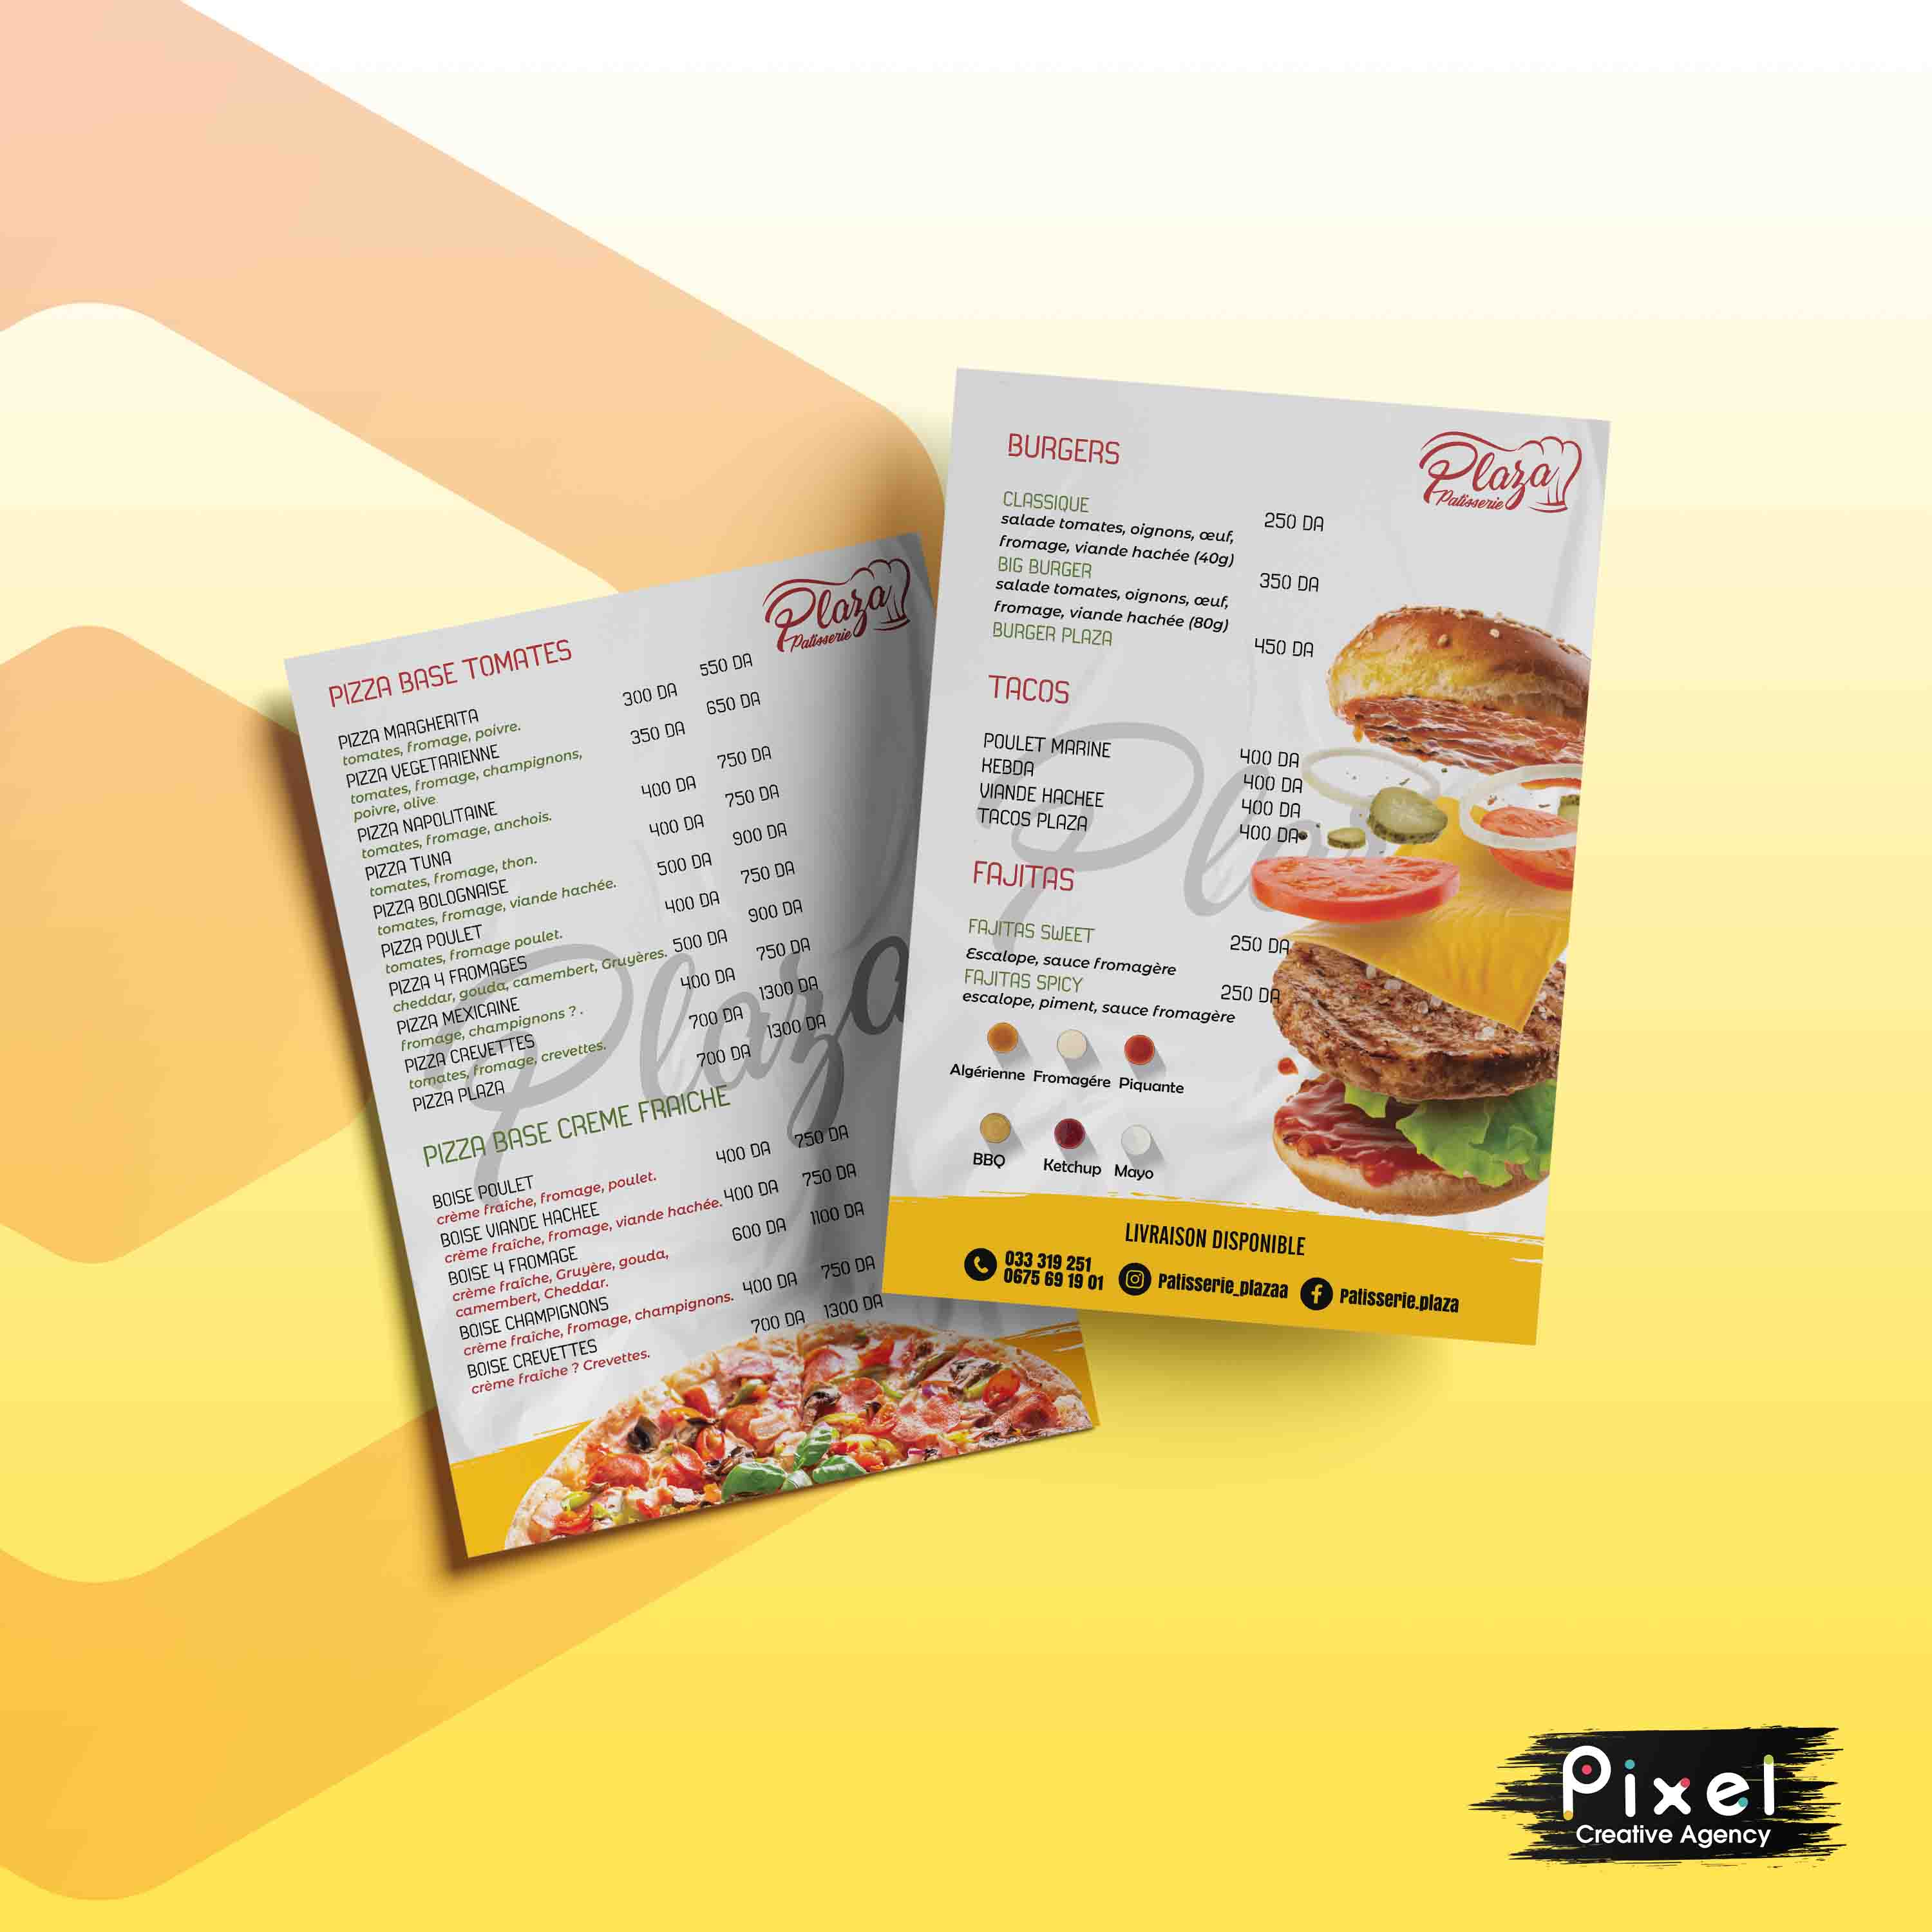 Plaza
Patisserie
PIZZA BASE TOMATES
PIZZA MARGHERITA 300 DA 550 DA
tomates, fromage, poivre.
PIZZA VEGETARIENNE 350 DA 650 DA
tomates, fromage, champignons,
poivre, olive
PIZZA NAPOLITAINE 400 DA 750 DA
tomates, fromage, anchois.
PIZZA TUNA 400 DA 750 DA
tomates, fromage, thon.
PIZZA BOLOGNAISE 500 DA 900 DA
tomates, fromage, viande hachée.
PIZZA POULET 400 DA 750 DA
tomates, fromage poulet.
PIZZA 4 FROMAGES 500 DA 900 DA
cheddar, gouda, camembert, Gruyères.
PIZZA MEXICAINE 400 DA 750 DA
fromage, champignons ? .
PIZZA CREVETTES 700 DA 1300 DA
tomates, fromage, crevettes.
PIZZA PLAZA 700 DA 1300 DA
Plaza
PIZZA BASE CREME FRAICHE
BOISE POULET 400 DA 750 DA
crème fraîche, fromage, poulet.
BOISE VIANDE HACHEE 400 DA 750 DA
crème fraîche, fromage, viande hachée.
BOISE 4 FROMAGE 600 DA 1100 DA
crème fraîche, Gruyère, gouda,
camembert, Cheddar.
BOISE CHAMPIGNONS 400 DA 750 DA
crème fraîche, fromage, champignons.
BOISE CREVETTES 700 DA 1300 DA
crème fraîche ? Crevettes.
Plaza
Patisserie
BURGERS
CLASSIQUE 250 DA
salade tomates, oignons, œuf,
fromage, viande hachée (40g)
BIG BURGER 350 DA
salade tomates, oignons, œuf,
fromage, viande hachée (80g)
BURGER PLAZA 450 DA
TACOS
POULET MARINE 400 DA
KEBDA 400 DA
VIANDE HACHEE 400 DA
TACOS PLAZA 400 DA
FAJITAS
FAJITAS SWEET 250 DA
Escalope, sauce fromagère
FAJITAS SPICY 250 DA
escalope, piment, sauce fromagère
Algérienne Fromagére Piquante
BBQ Ketchup Mayo
LIVRAISON DISPONIBLE
033 319 251
0675 69 19 01
Patisserie_plazaa
Patisserie.plaza
Pixel
Creative Agency